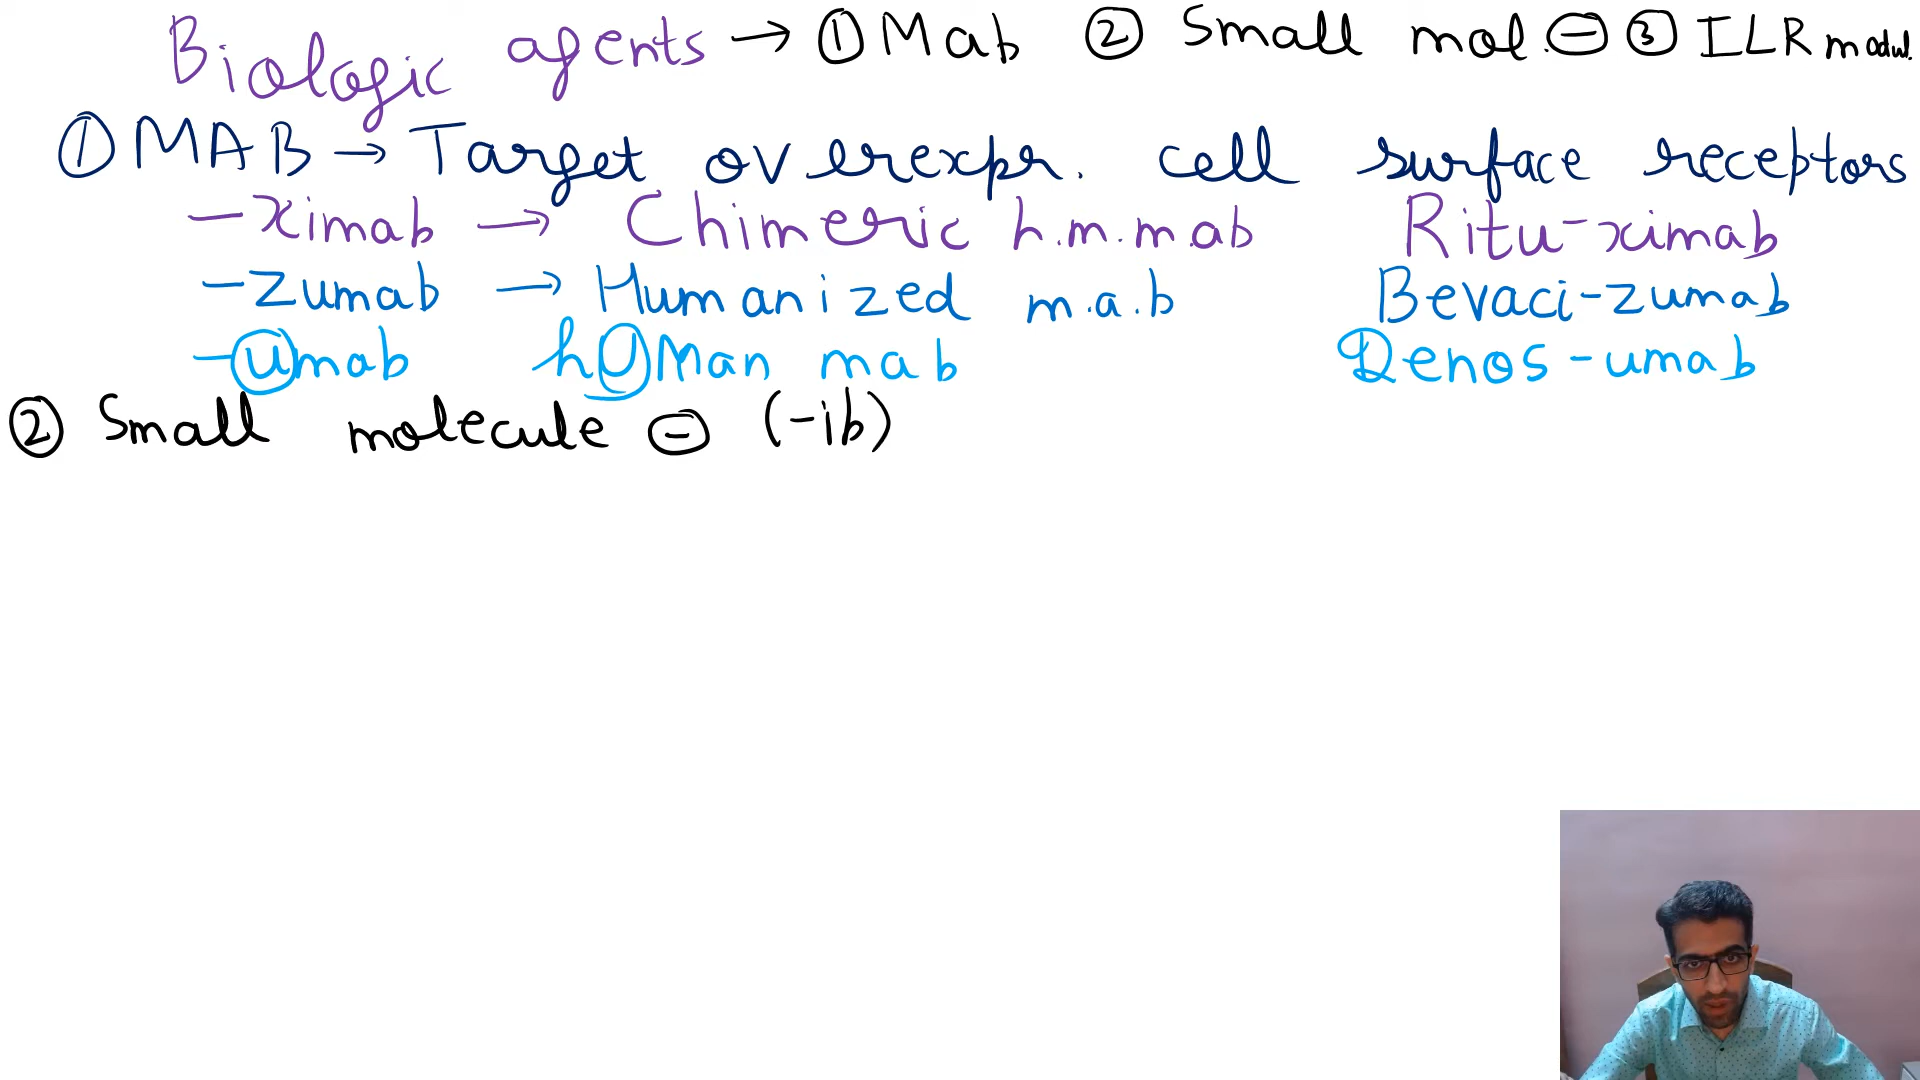 Biologic agents → ① Mab ② Small mol. ⊖ ③ ILR modul.
① MAB → Target overexpr. cell surface receptors
-ximab → Chimeric h.m.m.ab Ritu-ximab
-zumab → Humanized m.a.b Bevaci-zumab
-umab hUMan mab Denos-umab
② Small molecule ⊖ (-ib)